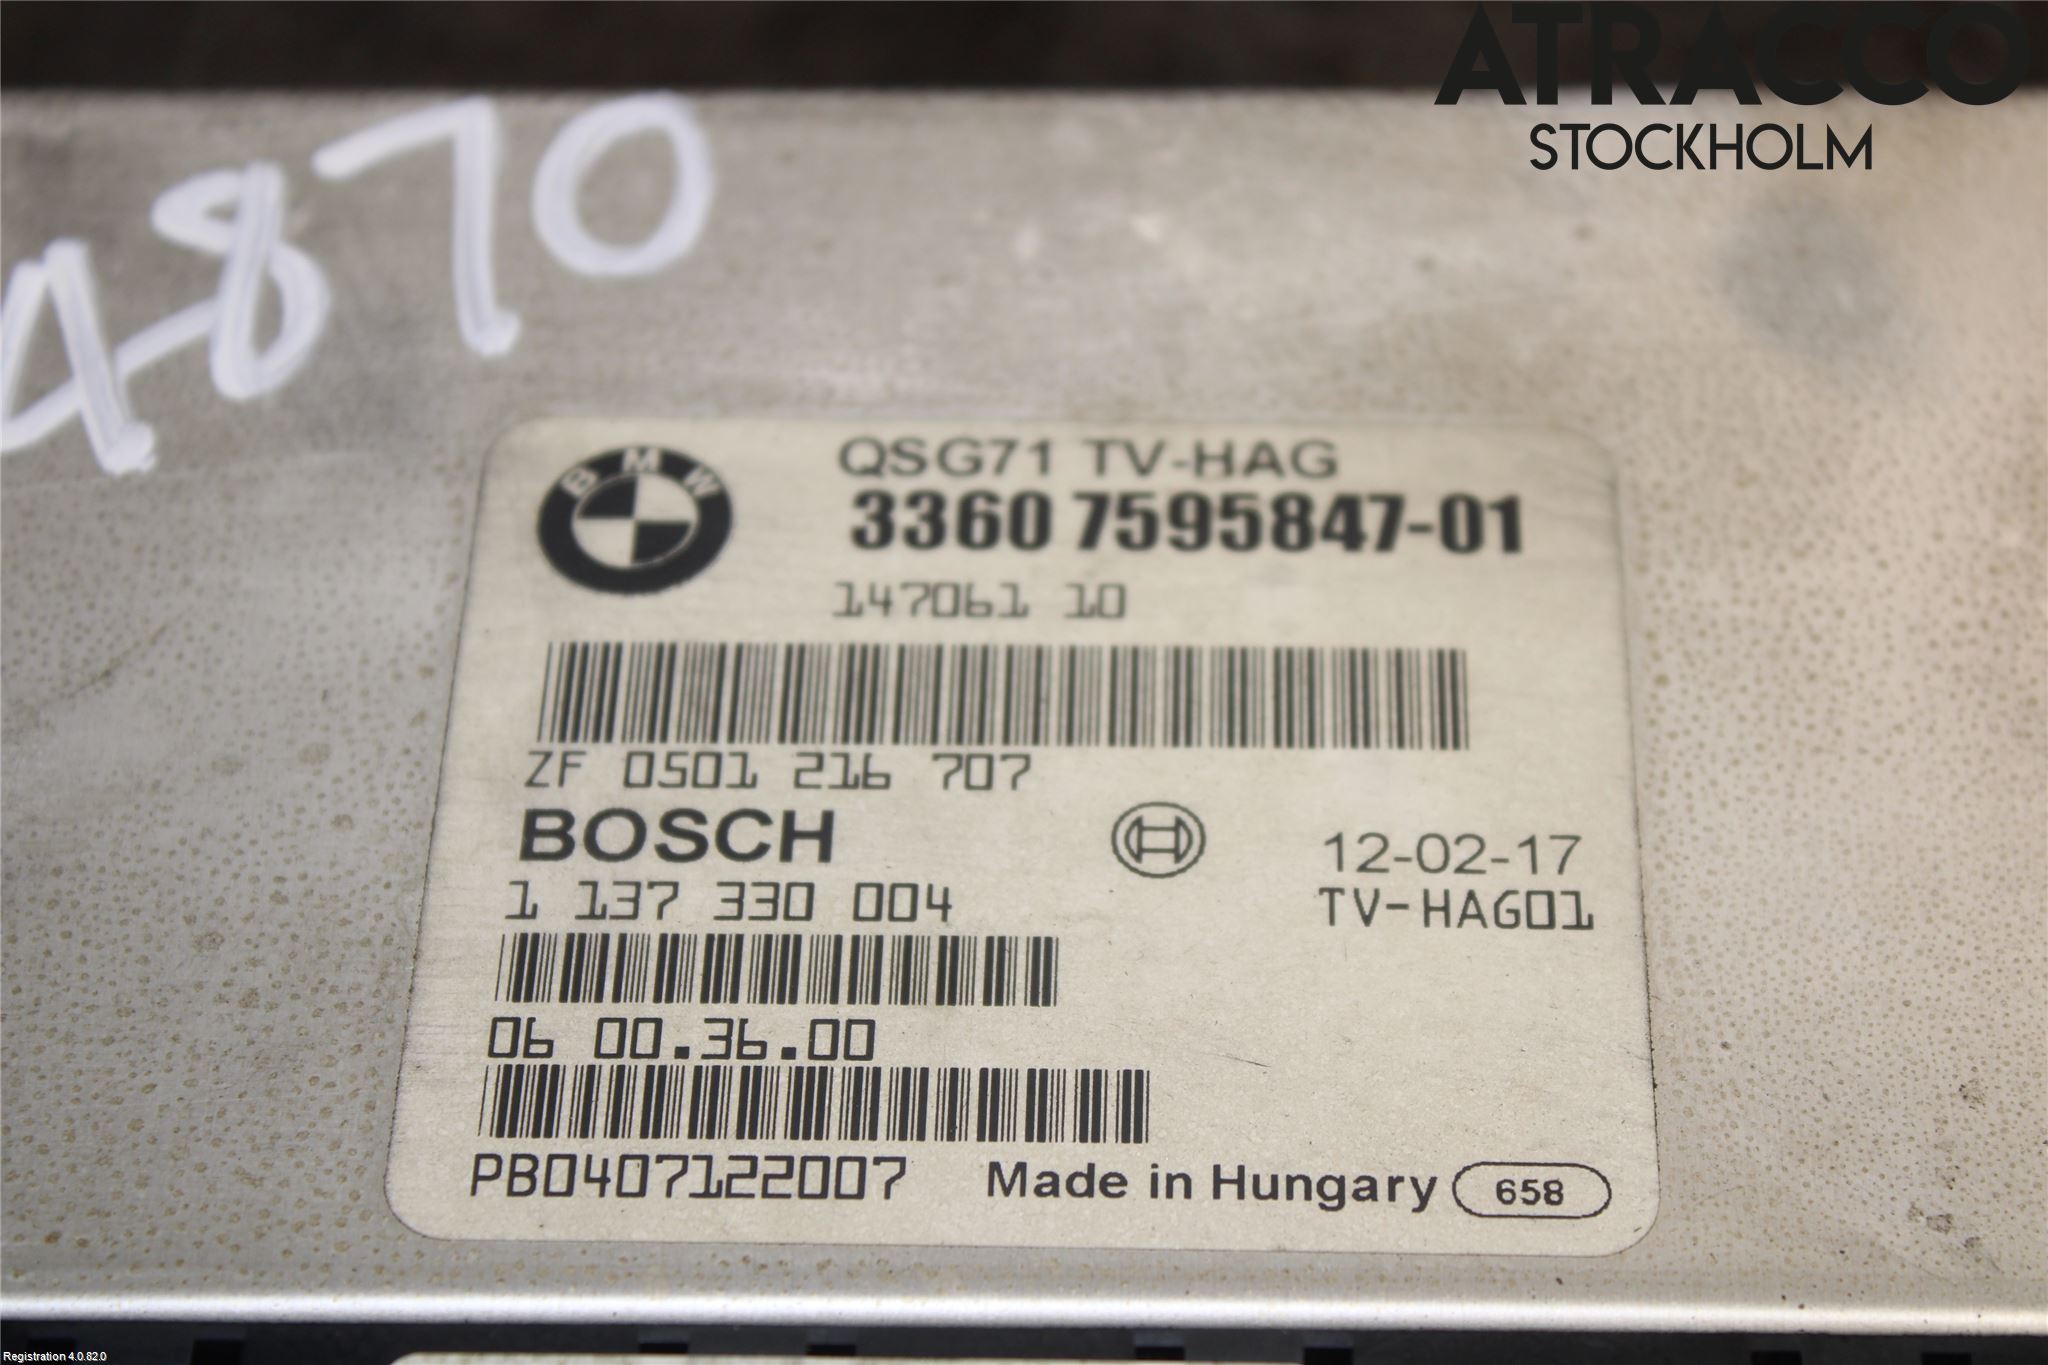 ATRACCO
STOCKHOLM
4870
BMW
QSG71 TV-HAG
3360 7595847-01
147061 10
ZF 0501 216 707
BOSCH
12-02-17
1 137 330 004
TV-HAG01
06 00.36.00
PB0407122007
Made in Hungary 658
Registration 4.0.82.0